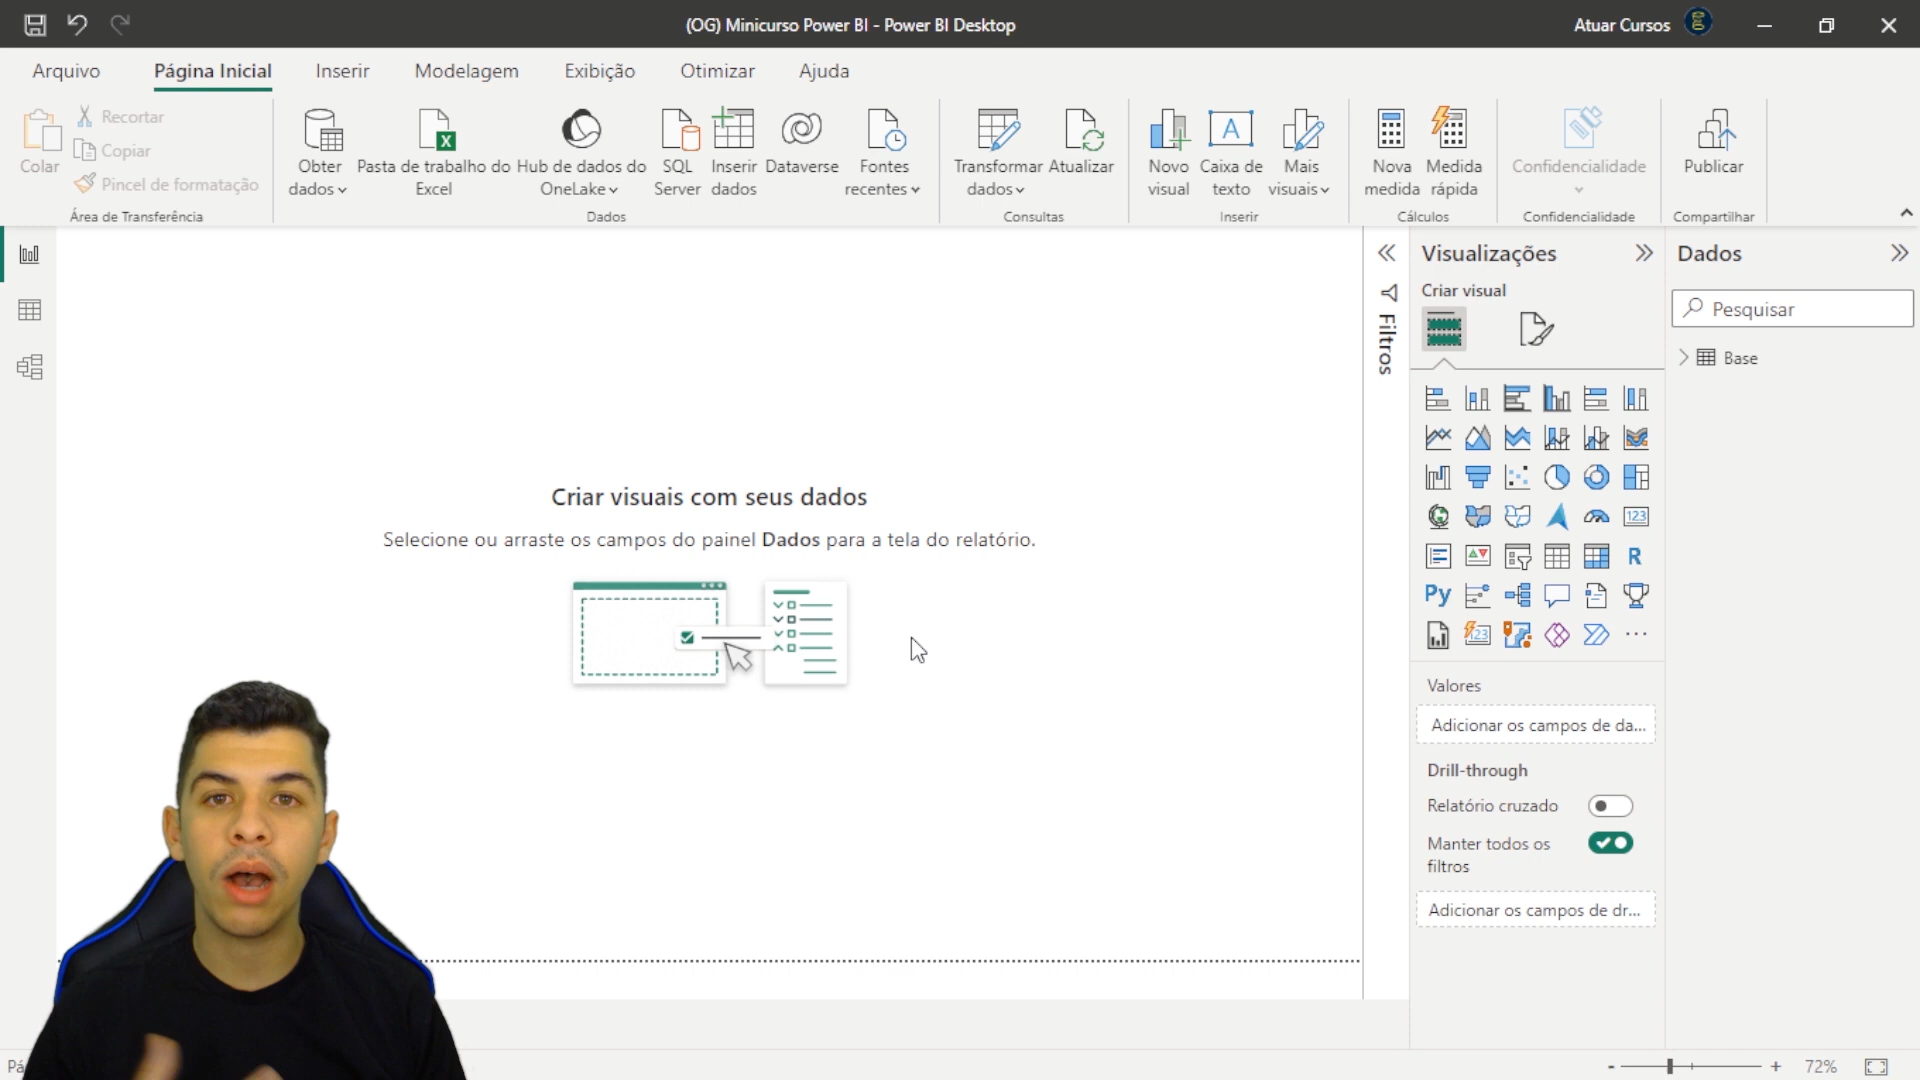 (OG) Minicurso Power BI - Power BI Desktop
Atuar Cursos
Arquivo
Página Inicial
Inserir
Modelagem
Exibição
Otimizar
Ajuda
Colar
Recortar
Copiar
Pincel de formatação
Área de Transferência
Obter
dados
Pasta de trabalho do
Excel
Hub de dados do
OneLake
SQL
Server
Inserir
dados
Dataverse
Fontes
recentes
Dados
Transformar
dados
Atualizar
Consultas
Novo
visual
Caixa de
texto
Mais
visuais
Inserir
Nova
medida
Medida
rápida
Cálculos
Confidencialidade
Confidencialidade
Publicar
Compartilhar
Criar visuais com seus dados
Selecione ou arraste os campos do painel Dados para a tela do relatório.
Filtros
Visualizações
Criar visual
123
R
Py
123
Valores
Adicionar os campos de da...
Drill-through
Relatório cruzado
Manter todos os
filtros
Adicionar os campos de dr...
Dados
Pesquisar
Base
Pá
- + 72%